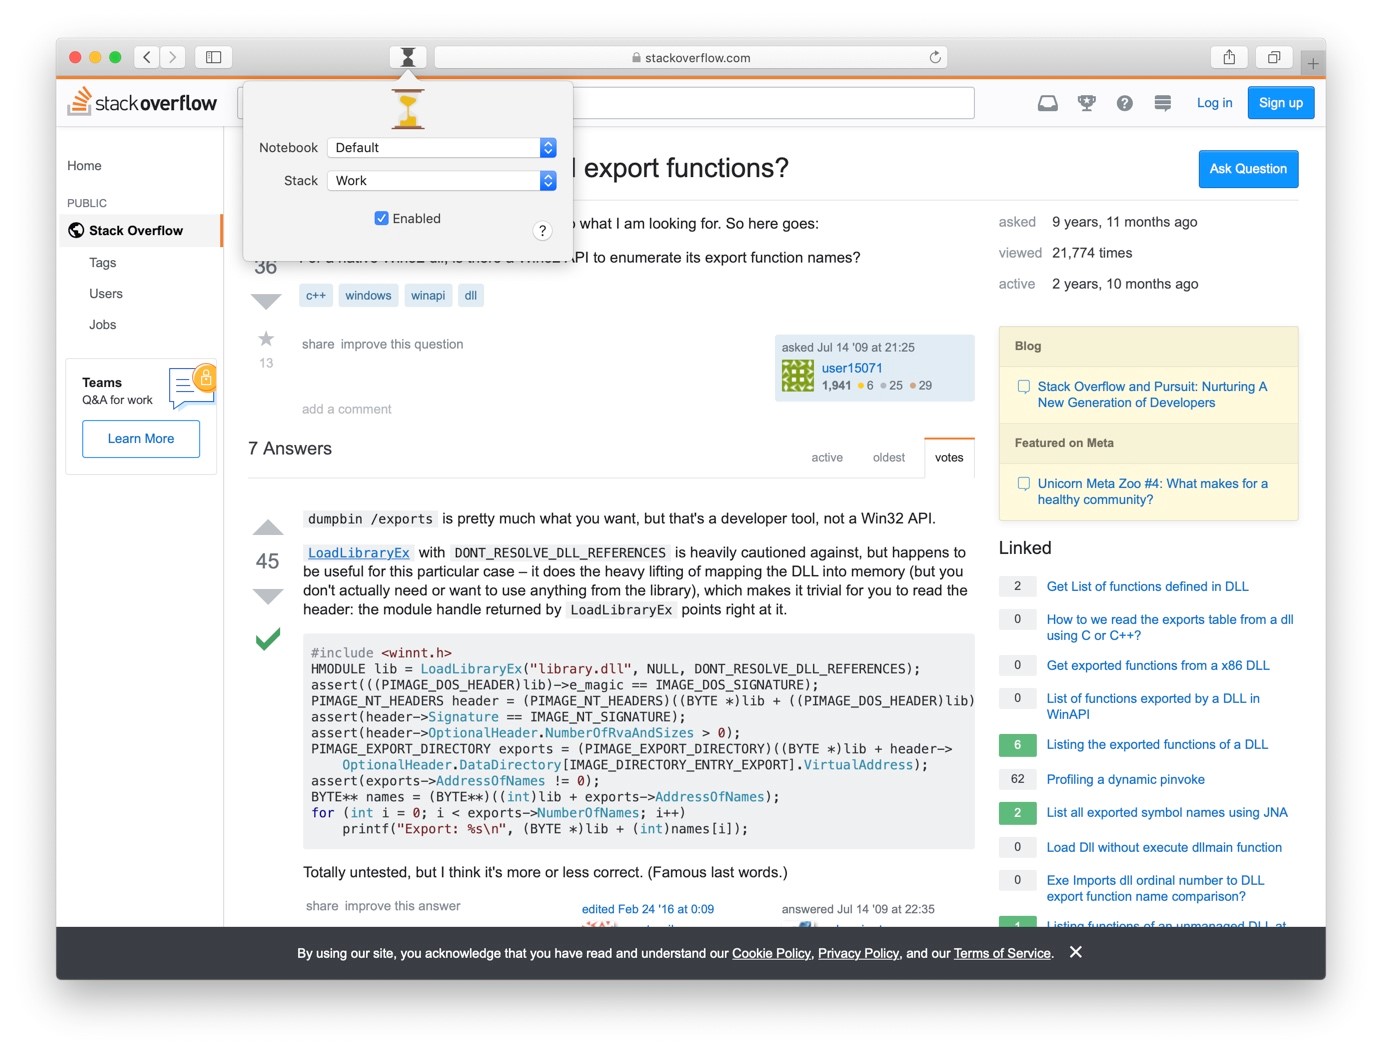 stackoverflow.com
stackoverflow
Log in
Sign up
Notebook Default
Stack Work
Enabled
?
export functions?
Ask Question
Home
PUBLIC
Stack Overflow
Tags
Users
Jobs
Teams
Q&A for work
Learn More
what I am looking for. So here goes:
PI to enumerate its export function names?
36
c++ windows winapi dll
13
share improve this question
asked Jul 14 '09 at 21:25
user15071
1,941 6 25 29
add a comment
asked 9 years, 11 months ago
viewed 21,774 times
active 2 years, 10 months ago
Blog
Stack Overflow and Pursuit: Nurturing A
New Generation of Developers
Featured on Meta
Unicorn Meta Zoo #4: What makes for a
healthy community?
7 Answers
active oldest votes
45
dumpbin /exports is pretty much what you want, but that's a developer tool, not a Win32 API.
LoadLibraryEx with DONT_RESOLVE_DLL_REFERENCES is heavily cautioned against, but happens to
be useful for this particular case – it does the heavy lifting of mapping the DLL into memory (but you
don't actually need or want to use anything from the library), which makes it trivial for you to read the
header: the module handle returned by LoadLibraryEx points right at it.
#include <winnt.h>
HMODULE lib = LoadLibraryEx("library.dll", NULL, DONT_RESOLVE_DLL_REFERENCES);
assert(((PIMAGE_DOS_HEADER)lib)->e_magic == IMAGE_DOS_SIGNATURE);
PIMAGE_NT_HEADERS header = (PIMAGE_NT_HEADERS)((BYTE *)lib + ((PIMAGE_DOS_HEADER)lib)
assert(header->Signature == IMAGE_NT_SIGNATURE);
assert(header->OptionalHeader.NumberOfRvaAndSizes > 0);
PIMAGE_EXPORT_DIRECTORY exports = (PIMAGE_EXPORT_DIRECTORY)((BYTE *)lib + header->
OptionalHeader.DataDirectory[IMAGE_DIRECTORY_ENTRY_EXPORT].VirtualAddress);
assert(exports->AddressOfNames != 0);
BYTE** names = (BYTE**)((int)lib + exports->AddressOfNames);
for (int i = 0; i < exports->NumberOfNames; i++)
printf("Export: %s\n", (BYTE *)lib + (int)names[i]);
Totally untested, but I think it's more or less correct. (Famous last words.)
share improve this answer
edited Feb 24 '16 at 0:09
answered Jul 14 '09 at 22:35
Linked
2 Get List of functions defined in DLL
0 How to we read the exports table from a dll
using C or C++?
0 Get exported functions from a x86 DLL
0 List of functions exported by a DLL in
WinAPI
6 Listing the exported functions of a DLL
62 Profiling a dynamic pinvoke
2 List all exported symbol names using JNA
0 Load Dll without execute dllmain function
0 Exe Imports dll ordinal number to DLL
export function name comparison?
1 Listing functions of an unmanaged DLL at
By using our site, you acknowledge that you have read and understand our Cookie Policy, Privacy Policy, and our Terms of Service.